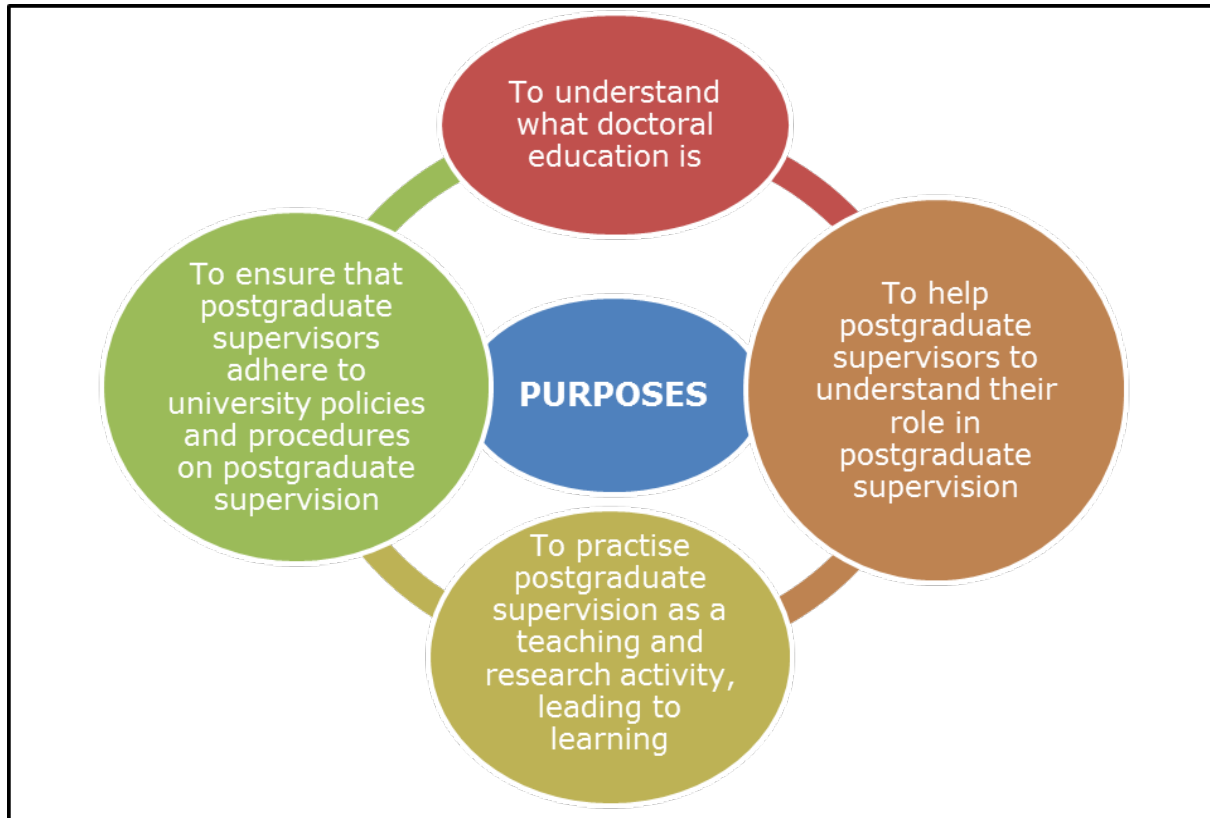 To understand
what doctoral
education is
To help
postgraduate
supervisors to
understand their
role in
postgraduate
supervision
To practise
postgraduate
supervision as a
teaching and
research activity,
leading to
learning
To ensure that
postgraduate
supervisors
adhere to
university policies
and procedures
on postgraduate
supervision
PURPOSES